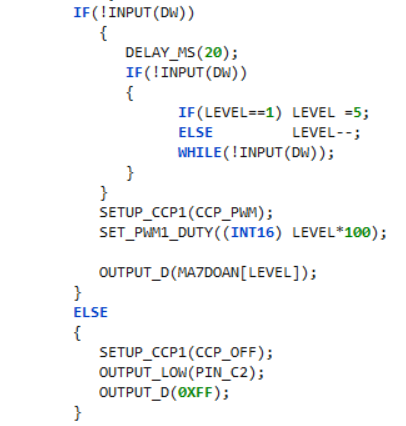 IF(!INPUT(DW))
{
DELAY_MS(20);
IF(!INPUT(DW))
{
IF(LEVEL==1) LEVEL =5;
ELSE LEVEL--;
WHILE(!INPUT(DW));
}
}
SETUP_CCP1(CCP_PWM);
SET_PWM1_DUTY((INT16) LEVEL*100);
OUTPUT_D(MA7DOAN[LEVEL]);
}
ELSE
{
SETUP_CCP1(CCP_OFF);
OUTPUT_LOW(PIN_C2);
OUTPUT_D(0XFF);
}